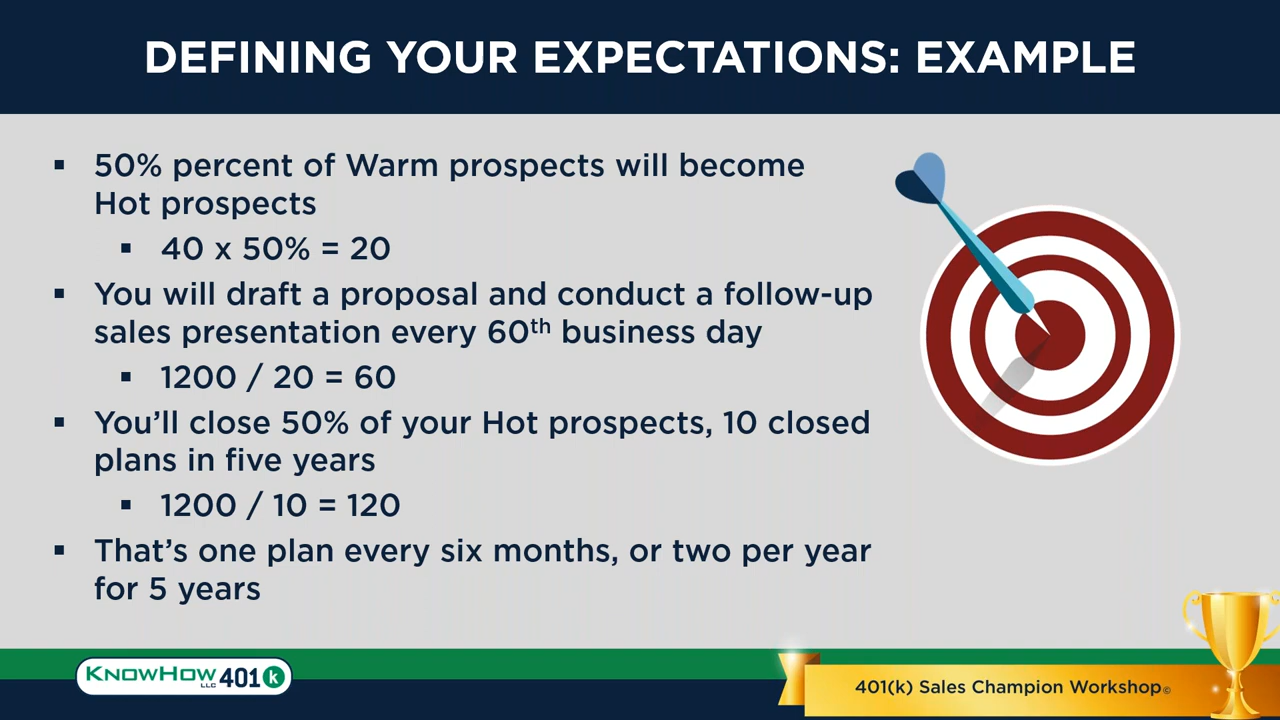 DEFINING YOUR EXPECTATIONS: EXAMPLE
▪ 50% percent of Warm prospects will become
Hot prospects
▪ 40 x 50% = 20
▪ You will draft a proposal and conduct a follow-up
sales presentation every 60th business day
▪ 1200 / 20 = 60
▪ You’ll close 50% of your Hot prospects, 10 closed
plans in five years
▪ 1200 / 10 = 120
▪ That’s one plan every six months, or two per year
for 5 years
KNOWHOW LLC 401 k
401(k) Sales Champion Workshop©